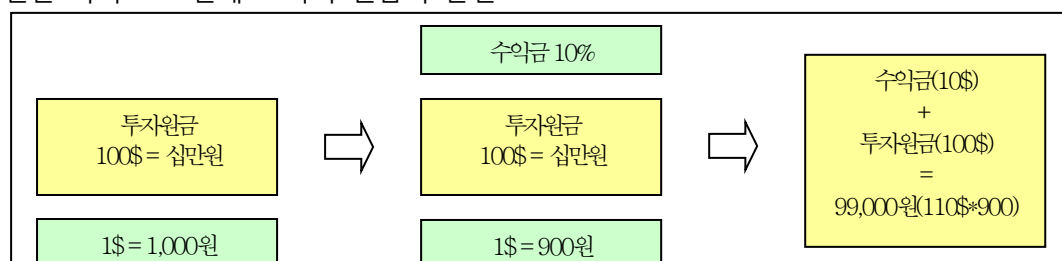 수익금 10%
투자원금
100$ = 십만원
투자원금
100$ = 십만원
수익금(10$)
+
투자원금(100$)
=
99,000원(110$*900)
1$ = 1,000원
1$ = 900원